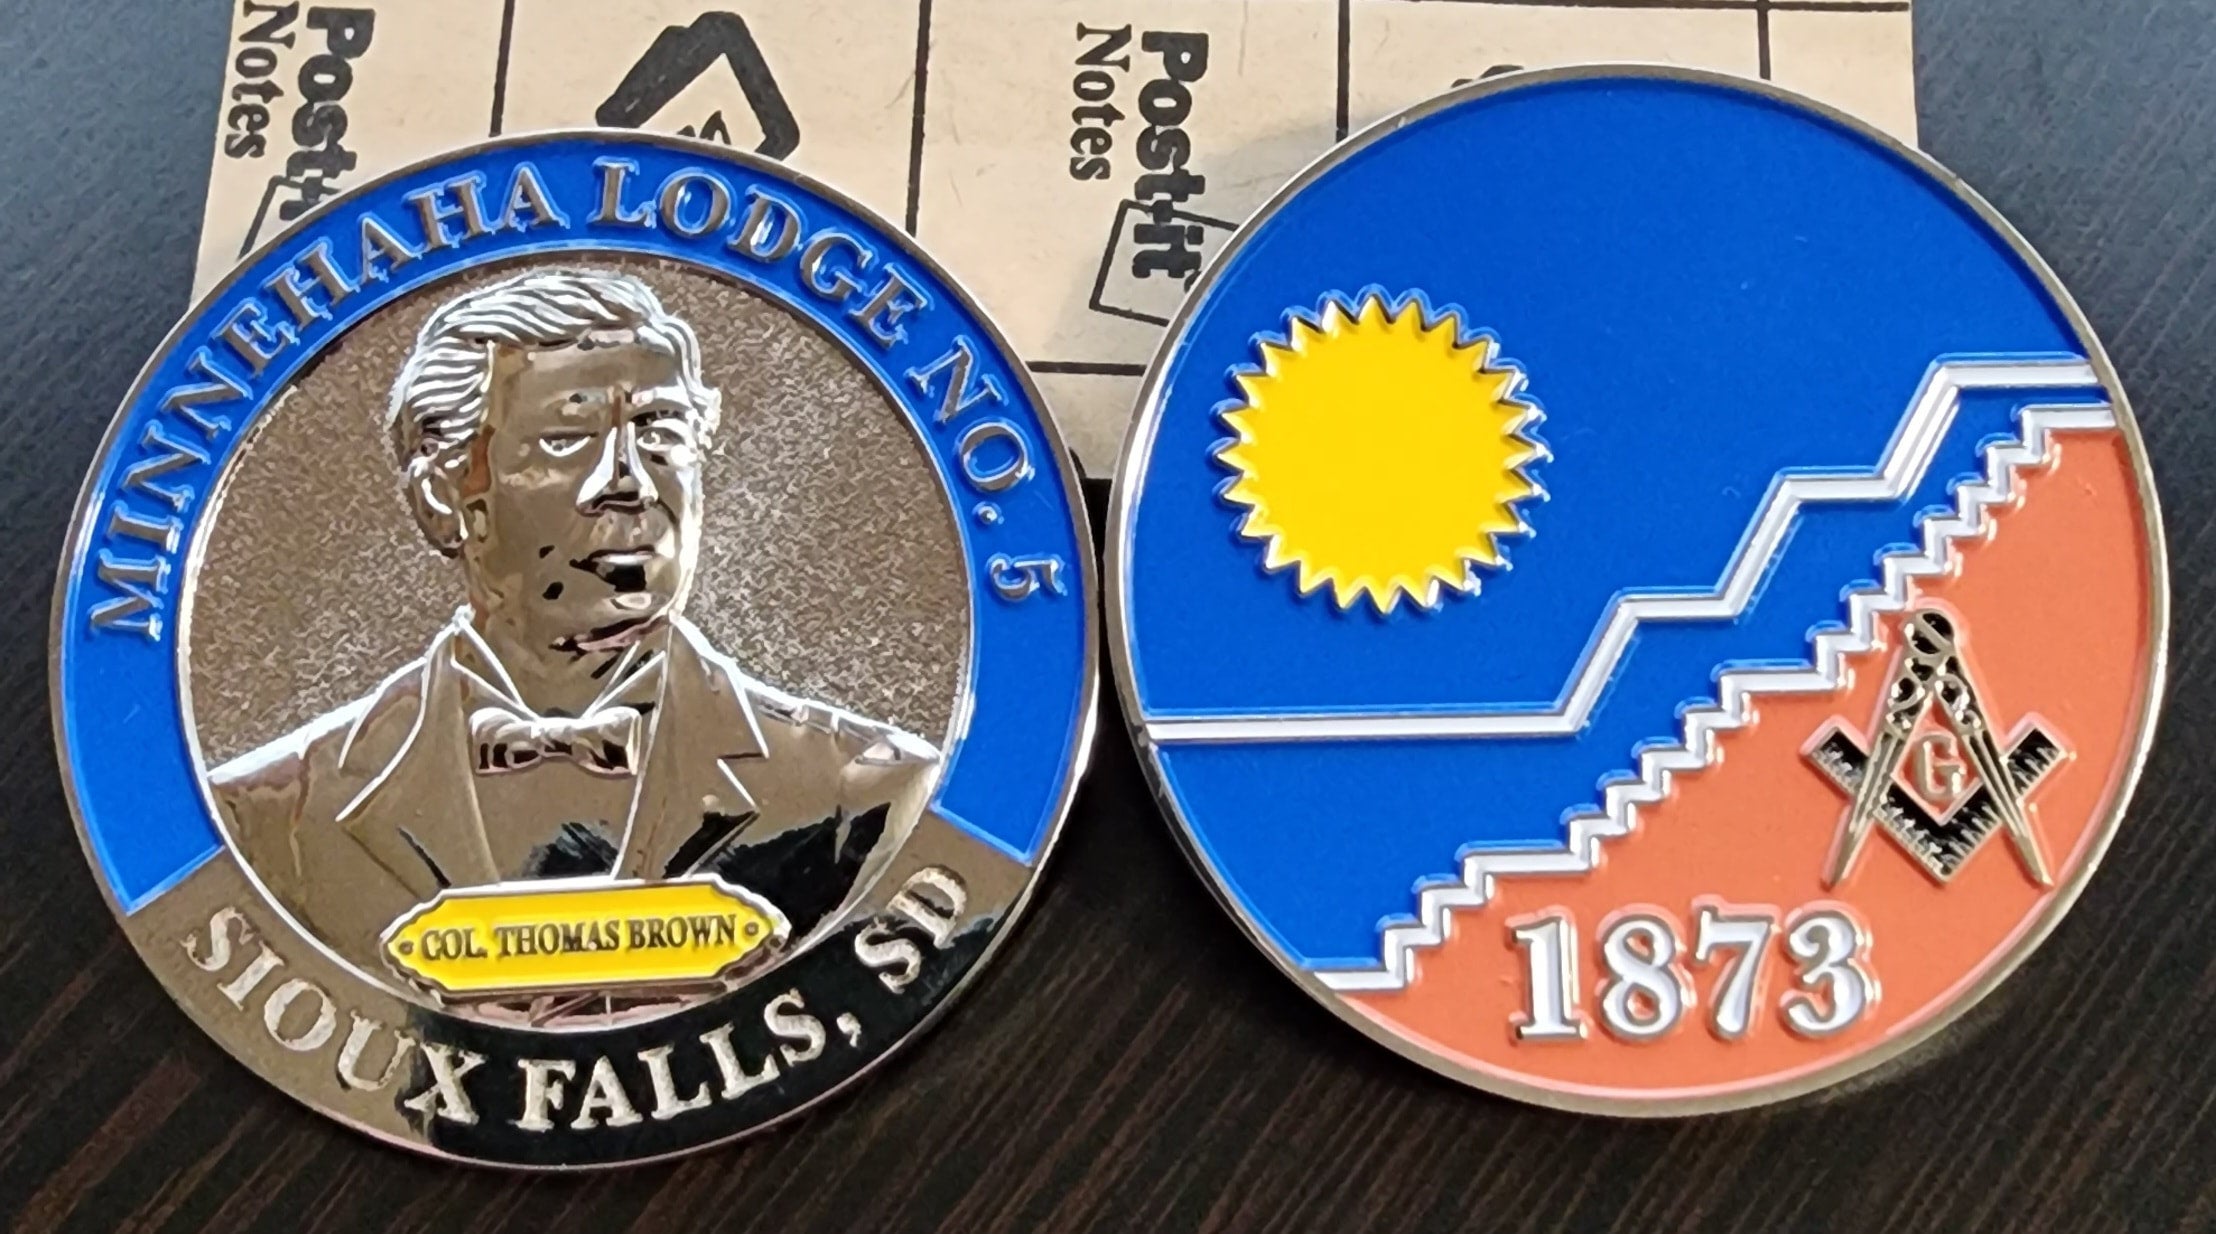 Post-it
Notes
Post-it
Notes
MINNEHAHA LODGE NO. 5
COL. THOMAS BROWN
SIOUX FALLS, SD
G
1873